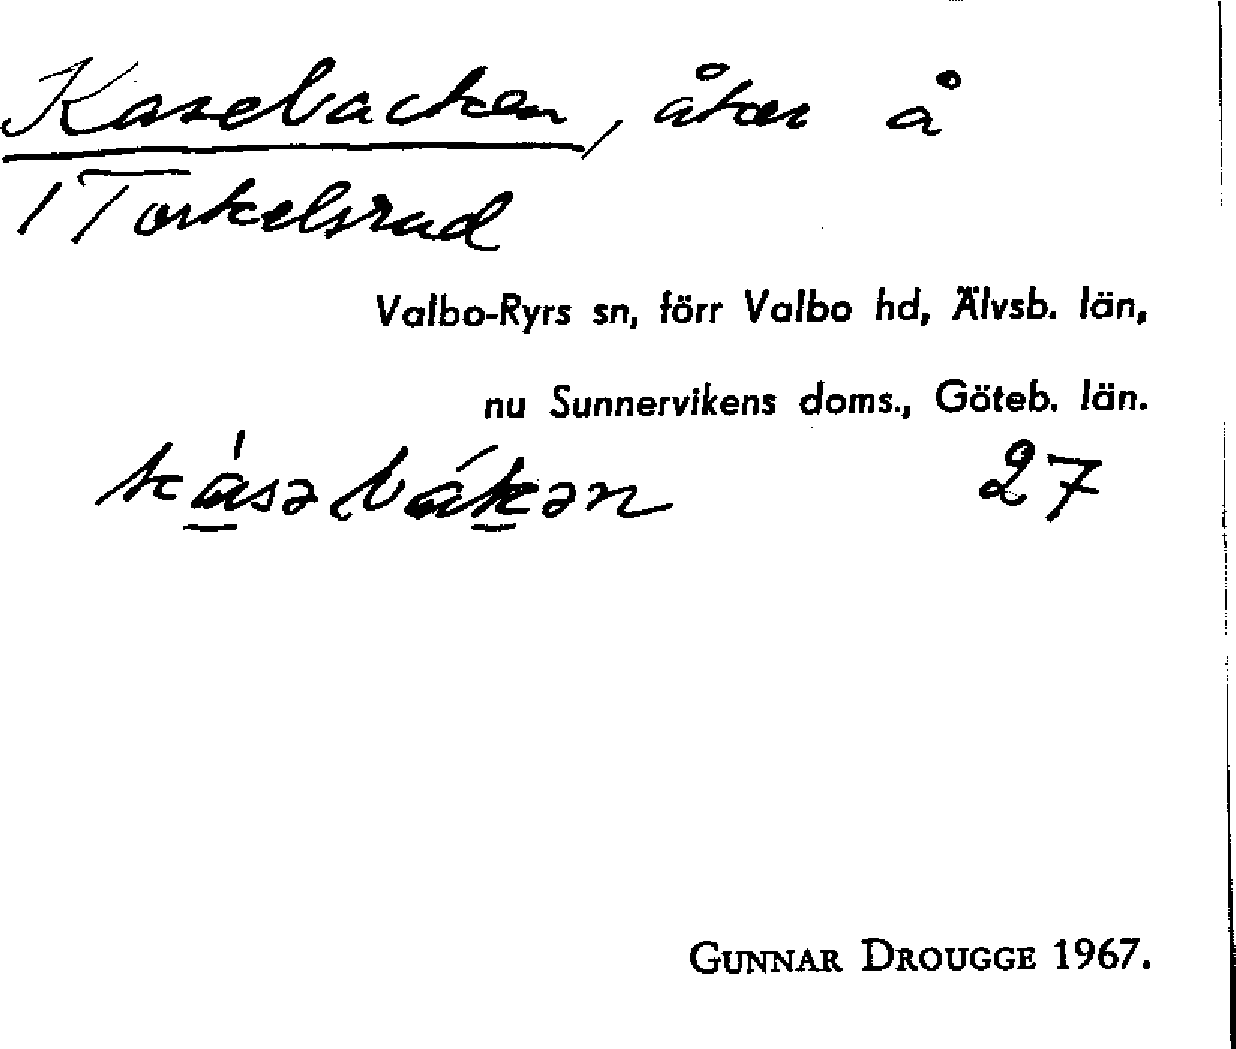 Kasebacken, åker å
1 Torkelsrud
Valbo-Ryrs sn, förr Valbo hd, Älvsb. län,
nu Sunnervikens doms., Göteb. län.
27
GUNNAR DROUGGE 1967.